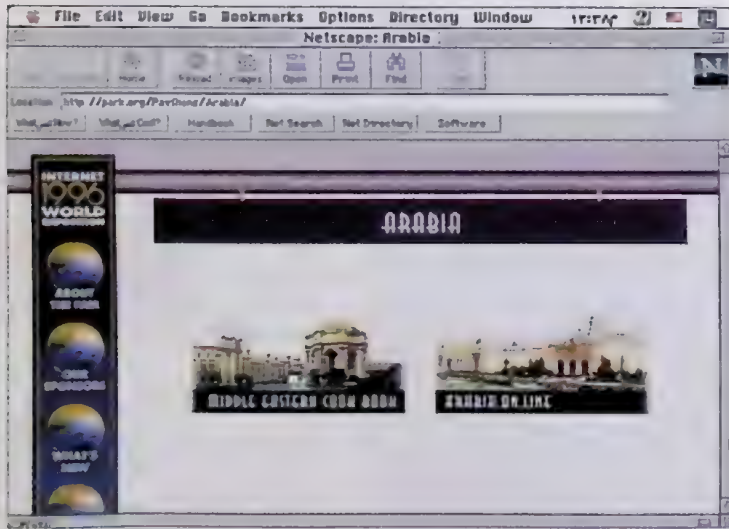 File Edit View Go Bookmarks Options Directory Window
Netscape: Arabia
Home Reload Images Open Print Find
Location: http://park.org/Pavilions/Arabia/
What's New? What's Cool? Handbook Net Search Net Directory Software
INTERNET
1996
WORLD
EXPOSITION
ARABIA
ABOUT
THE FAIR
OUR
SPONSORS
MIDDLE EASTERN COOK BOOK
ARABIA ON LINE
WHAT'S
NEW